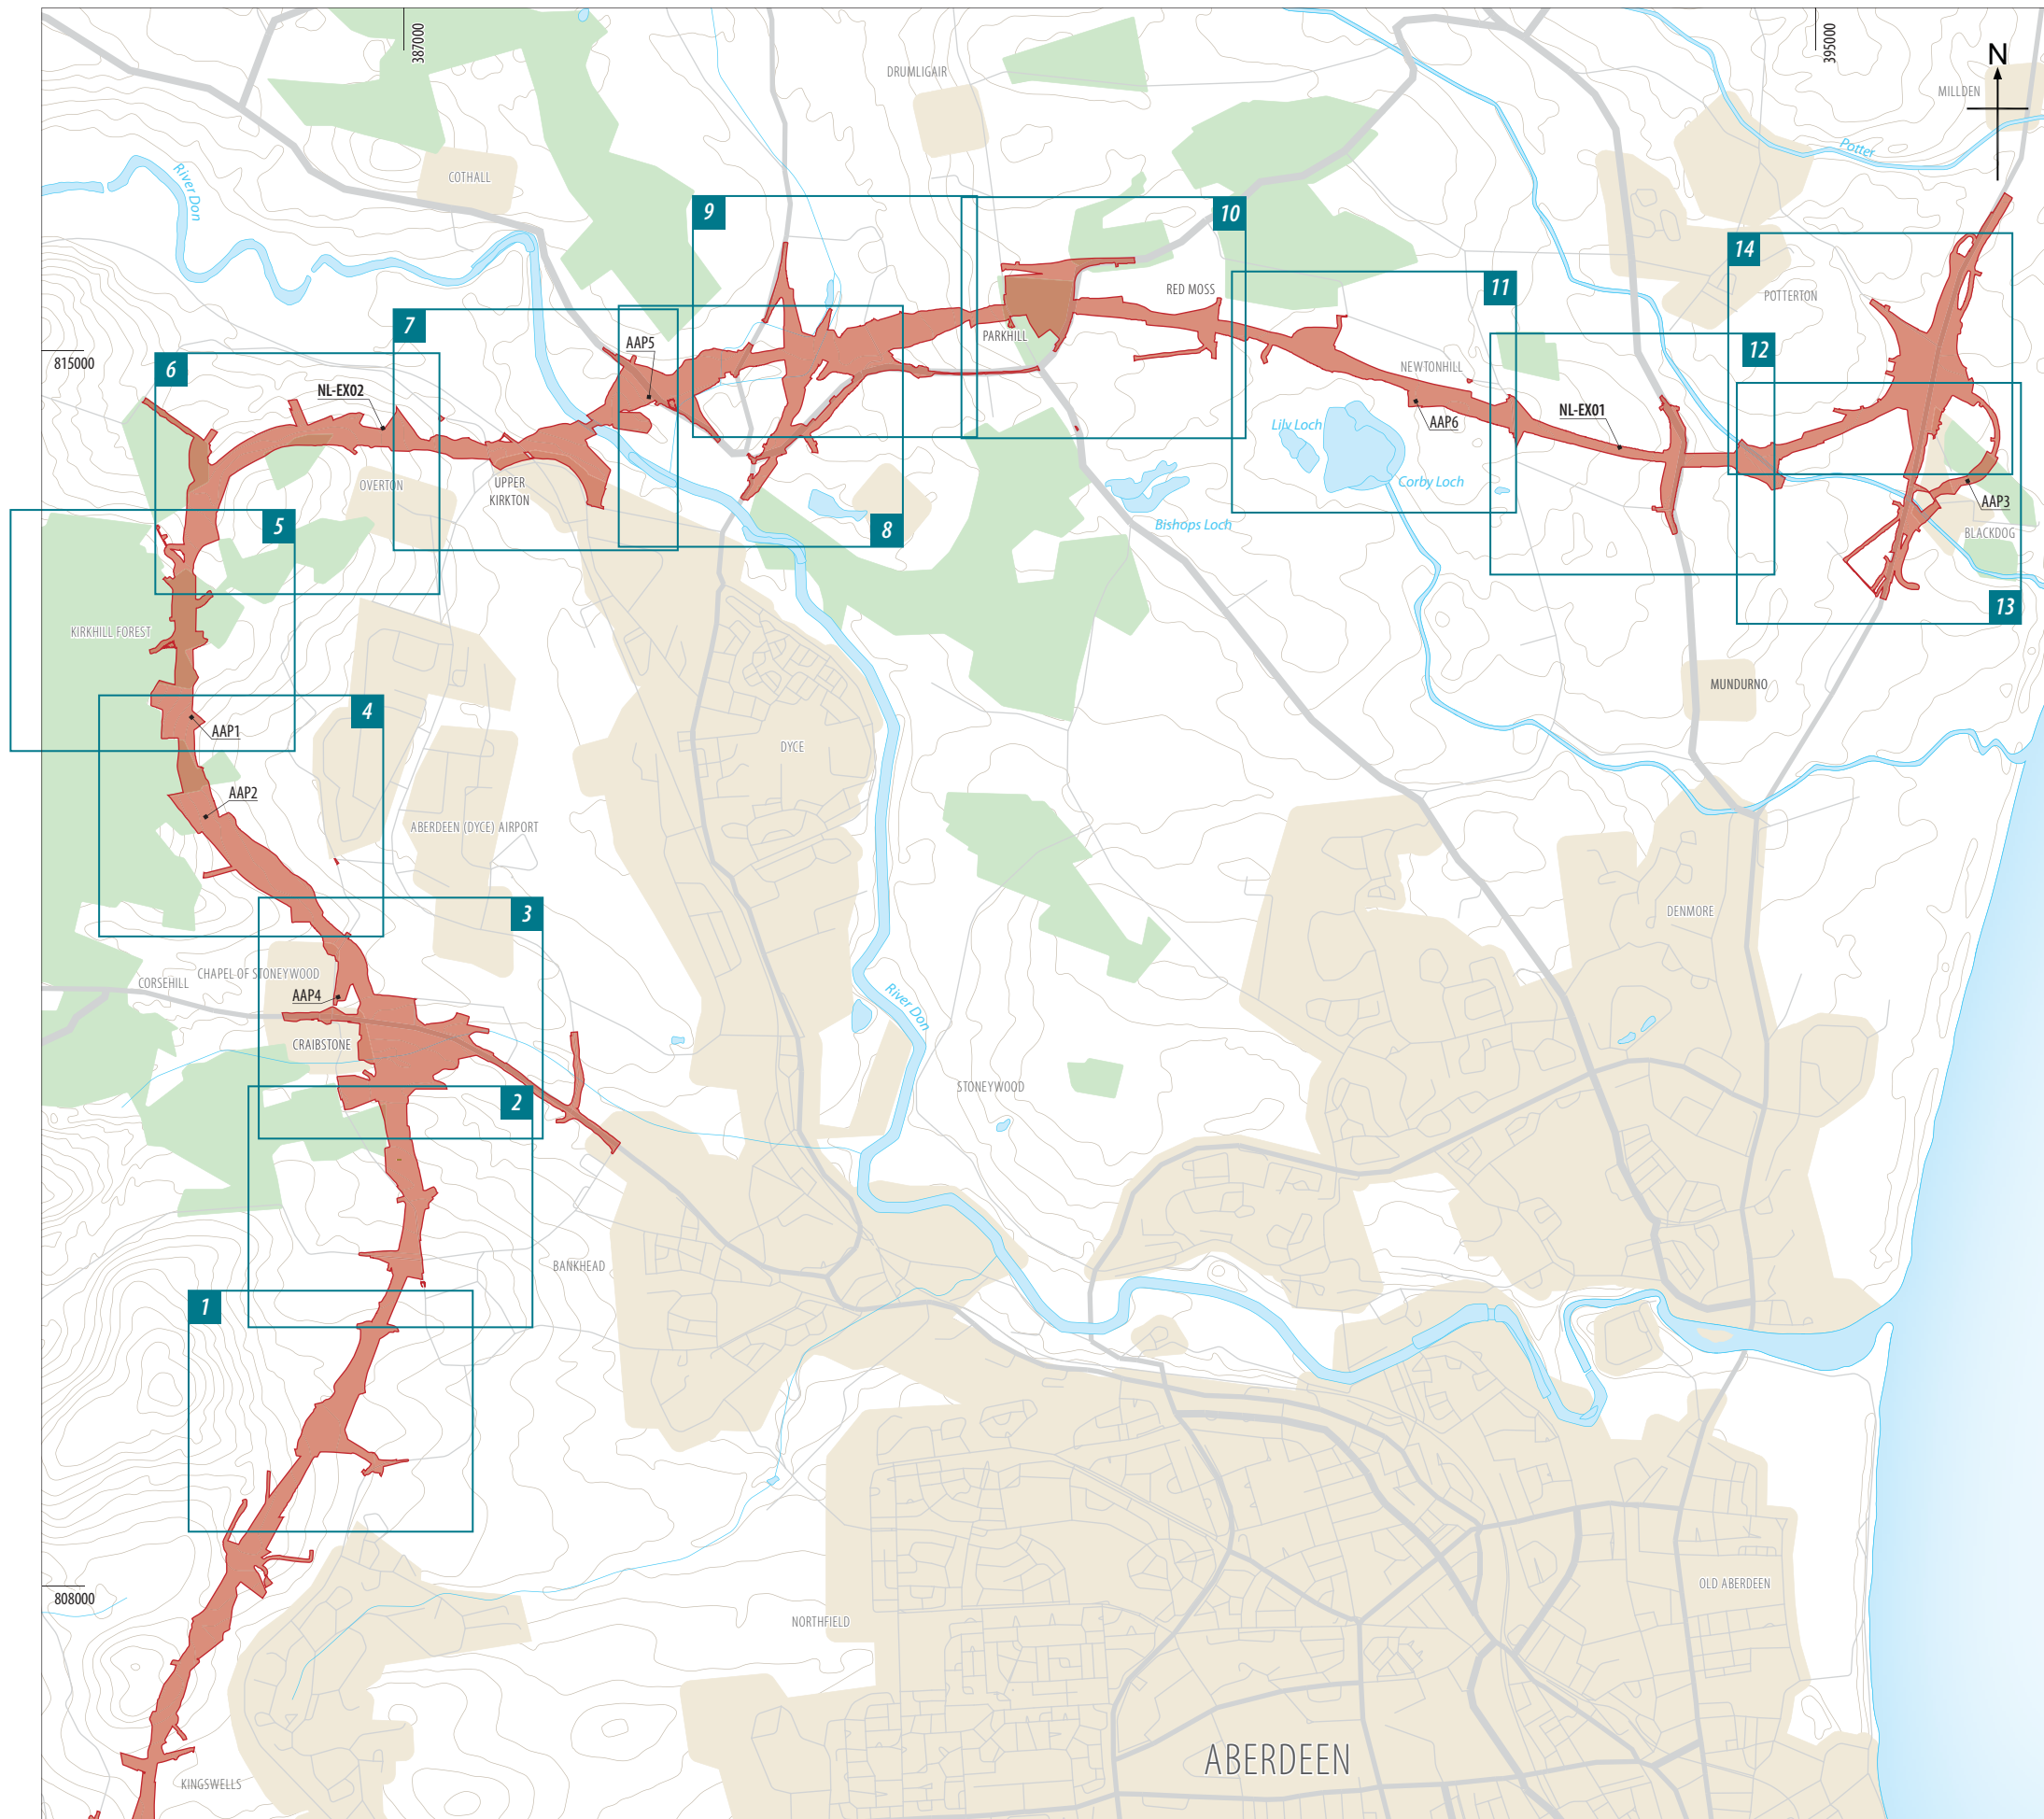 387000
395000
N
DRUMLIGAIR
MILLDEN
Potter
River Don
COTHALL
9
10
14
RED MOSS
11
POTTERTON
7
AAP5
PARKHILL
12
815000
6
NL-EX02
NEWTONHILL
NL-EX01
AAP6
Lily Loch
OVERTON
UPPER
KIRKTON
Corby Loch
AAP3
5
8
Bishops Loch
BLACKDOG
13
KIRKHILL FOREST
MUNDURNO
4
AAP1
DYCE
AAP2
ABERDEEN (DYCE) AIRPORT
3
DENMORE
CHAPEL OF STONEYWOOD
CORSEHILL
AAP4
River Don
CRAIBSTONE
STONEYWOOD
2
BANKHEAD
1
808000
OLD ABERDEEN
NORTHFIELD
ABERDEEN
KINGSWELLS